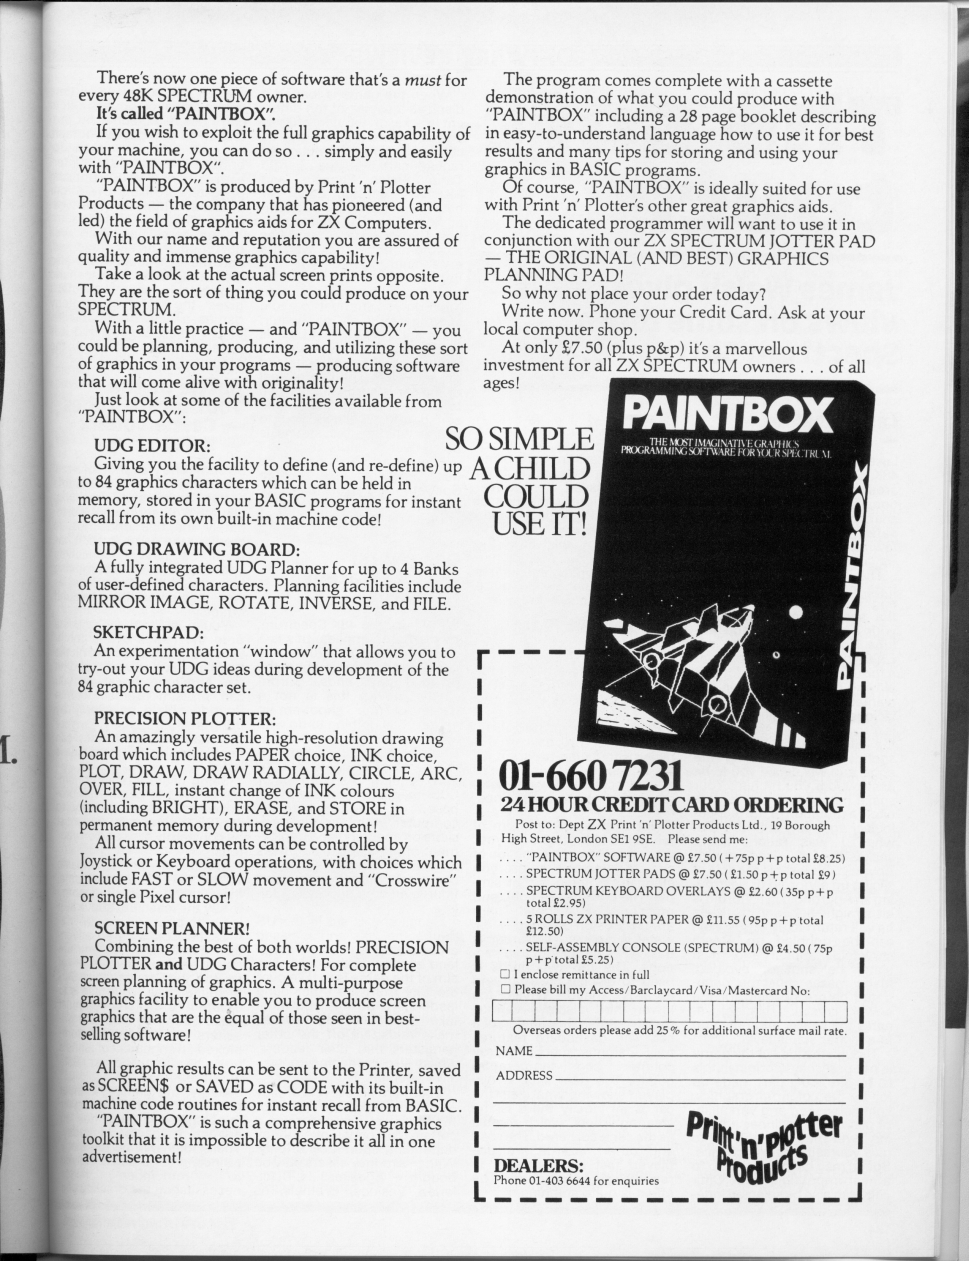 There's now one piece of software that's a must for
every 48K SPECTRUM owner.
It's called "PAINTBOX".
If you wish to exploit the full graphics capability of
your machine, you can do so . . . simply and easily
with "PAINTBOX".
"PAINTBOX" is produced by Print 'n' Plotter
Products — the company that has pioneered (and
led) the field of graphics aids for ZX Computers.
With our name and reputation you are assured of
quality and immense graphics capability!
Take a look at the actual screen prints opposite.
They are the sort of thing you could produce on your
SPECTRUM.
With a little practice — and "PAINTBOX" — you
could be planning, producing, and utilizing these sort
of graphics in your programs — producing software
that will come alive with originality!
Just look at some of the facilities available from
"PAINTBOX":
UDG EDITOR:
Giving you the facility to define (and re-define) up
to 84 graphics characters which can be held in
memory, stored in your BASIC programs for instant
recall from its own built-in machine code!
UDG DRAWING BOARD:
A fully integrated UDG Planner for up to 4 Banks
of user-defined characters. Planning facilities include
MIRROR IMAGE, ROTATE, INVERSE, and FILE.
SKETCHPAD:
An experimentation "window" that allows you to
try-out your UDG ideas during development of the
84 graphic character set.
PRECISION PLOTTER:
An amazingly versatile high-resolution drawing
board which includes PAPER choice, INK choice,
PLOT, DRAW, DRAW RADIALLY, CIRCLE, ARC,
OVER, FILL, instant change of INK colours
(including BRIGHT), ERASE, and STORE in
permanent memory during development!
All cursor movements can be controlled by
Joystick or Keyboard operations, with choices which
include FAST or SLOW movement and "Crosswire"
or single Pixel cursor!
SCREEN PLANNER!
Combining the best of both worlds! PRECISION
PLOTTER and UDG Characters! For complete
screen planning of graphics. A multi-purpose
graphics facility to enable you to produce screen
graphics that are the equal of those seen in best-
selling software!
All graphic results can be sent to the Printer, saved
as SCREEN$ or SAVED as CODE with its built-in
machine code routines for instant recall from BASIC.
"PAINTBOX" is such a comprehensive graphics
toolkit that it is impossible to describe it all in one
advertisement!
The program comes complete with a cassette
demonstration of what you could produce with
"PAINTBOX" including a 28 page booklet describing
in easy-to-understand language how to use it for best
results and many tips for storing and using your
graphics in BASIC programs.
Of course, "PAINTBOX" is ideally suited for use
with Print 'n' Plotter's other great graphics aids.
The dedicated programmer will want to use it in
conjunction with our ZX SPECTRUM JOTTER PAD
— THE ORIGINAL (AND BEST) GRAPHICS
PLANNING PAD!
So why not place your order today?
Write now. Phone your Credit Card. Ask at your
local computer shop.
At only £7.50 (plus p&p) it's a marvellous
investment for all ZX SPECTRUM owners . . . of all
ages!
SO SIMPLE
A CHILD
COULD
USE IT!
PAINTBOX
THE MOST IMAGINATIVE GRAPHICS
PROGRAMMING SOFTWARE FOR YOUR SPECTRUM.
PAINTBOX
01-660 7231
24 HOUR CREDIT CARD ORDERING
Post to: Dept ZX Print 'n' Plotter Products Ltd., 19 Borough
High Street, London SE1 9SE. Please send me:
. . . . "PAINTBOX" SOFTWARE @ £7.50 (+75p p+p total £8.25)
. . . . SPECTRUM JOTTER PADS @ £7.50 (£1.50 p+p total £9)
. . . . SPECTRUM KEYBOARD OVERLAYS @ £2.60 (35p p+p
total £2.95)
. . . . 5 ROLLS ZX PRINTER PAPER @ £11.55 (95p p+p total
£12.50)
. . . . SELF-ASSEMBLY CONSOLE (SPECTRUM) @ £4.50 (75p
p+p total £5.25)
☐ I enclose remittance in full
☐ Please bill my Access/Barclaycard/Visa/Mastercard No:
Overseas orders please add 25% for additional surface mail rate.
NAME
ADDRESS
Print 'n' Plotter
Products
DEALERS:
Phone 01-403 6644 for enquiries